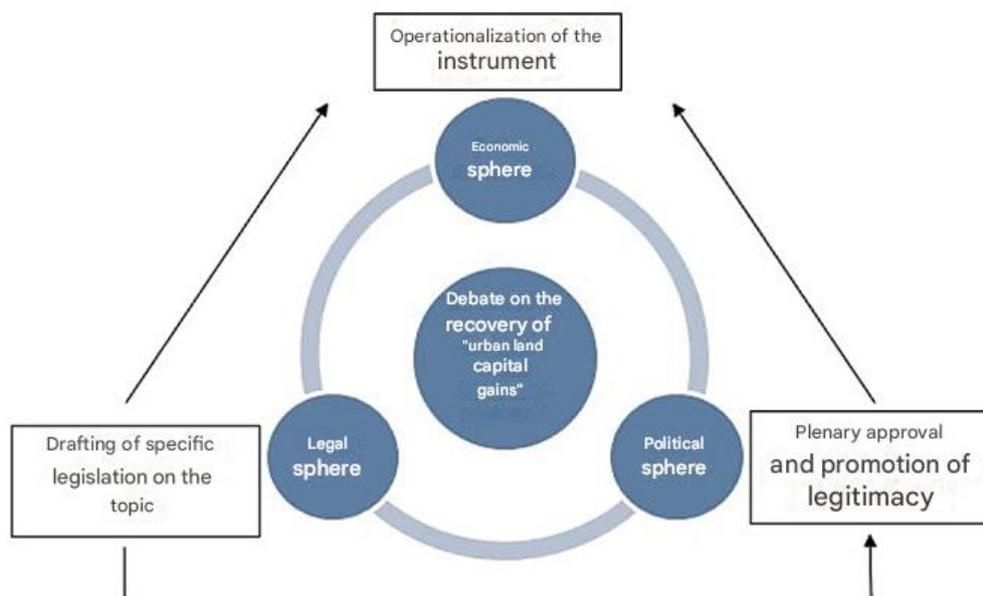 Operationalization of the
instrument
Economic
sphere
Debate on the
recovery of
"urban land
capital
gains"
Legal
sphere
Political
sphere
Drafting of specific
legislation on the
topic
Plenary approval
and promotion of
legitimacy